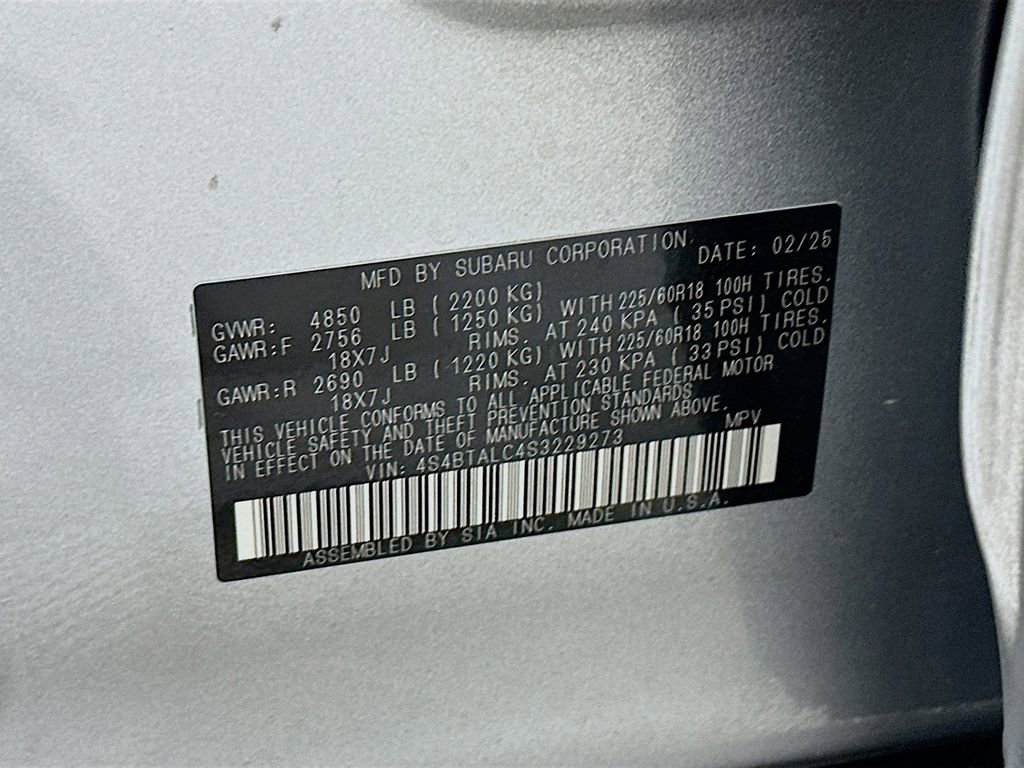 MFD BY SUBARU CORPORATION DATE: 02/25
GVWR: 4850 LB ( 2200 KG)
GAWR:F 2756 LB ( 1250 KG) WITH 225/60R18 100H TIRES.
18X7J RIMS. AT 240 KPA ( 35 PSI) COLD
GAWR:R 2690 LB ( 1220 KG) WITH 225/60R18 100H TIRES.
18X7J RIMS. AT 230 KPA ( 33 PSI) COLD
THIS VEHICLE CONFORMS TO ALL APPLICABLE FEDERAL MOTOR
VEHICLE SAFETY AND THEFT PREVENTION STANDARDS
IN EFFECT ON THE DATE OF MANUFACTURE SHOWN ABOVE.
VIN: 4S4BTALC4S3229273 MPV
ASSEMBLED BY SIA INC. MADE IN U.S.A.